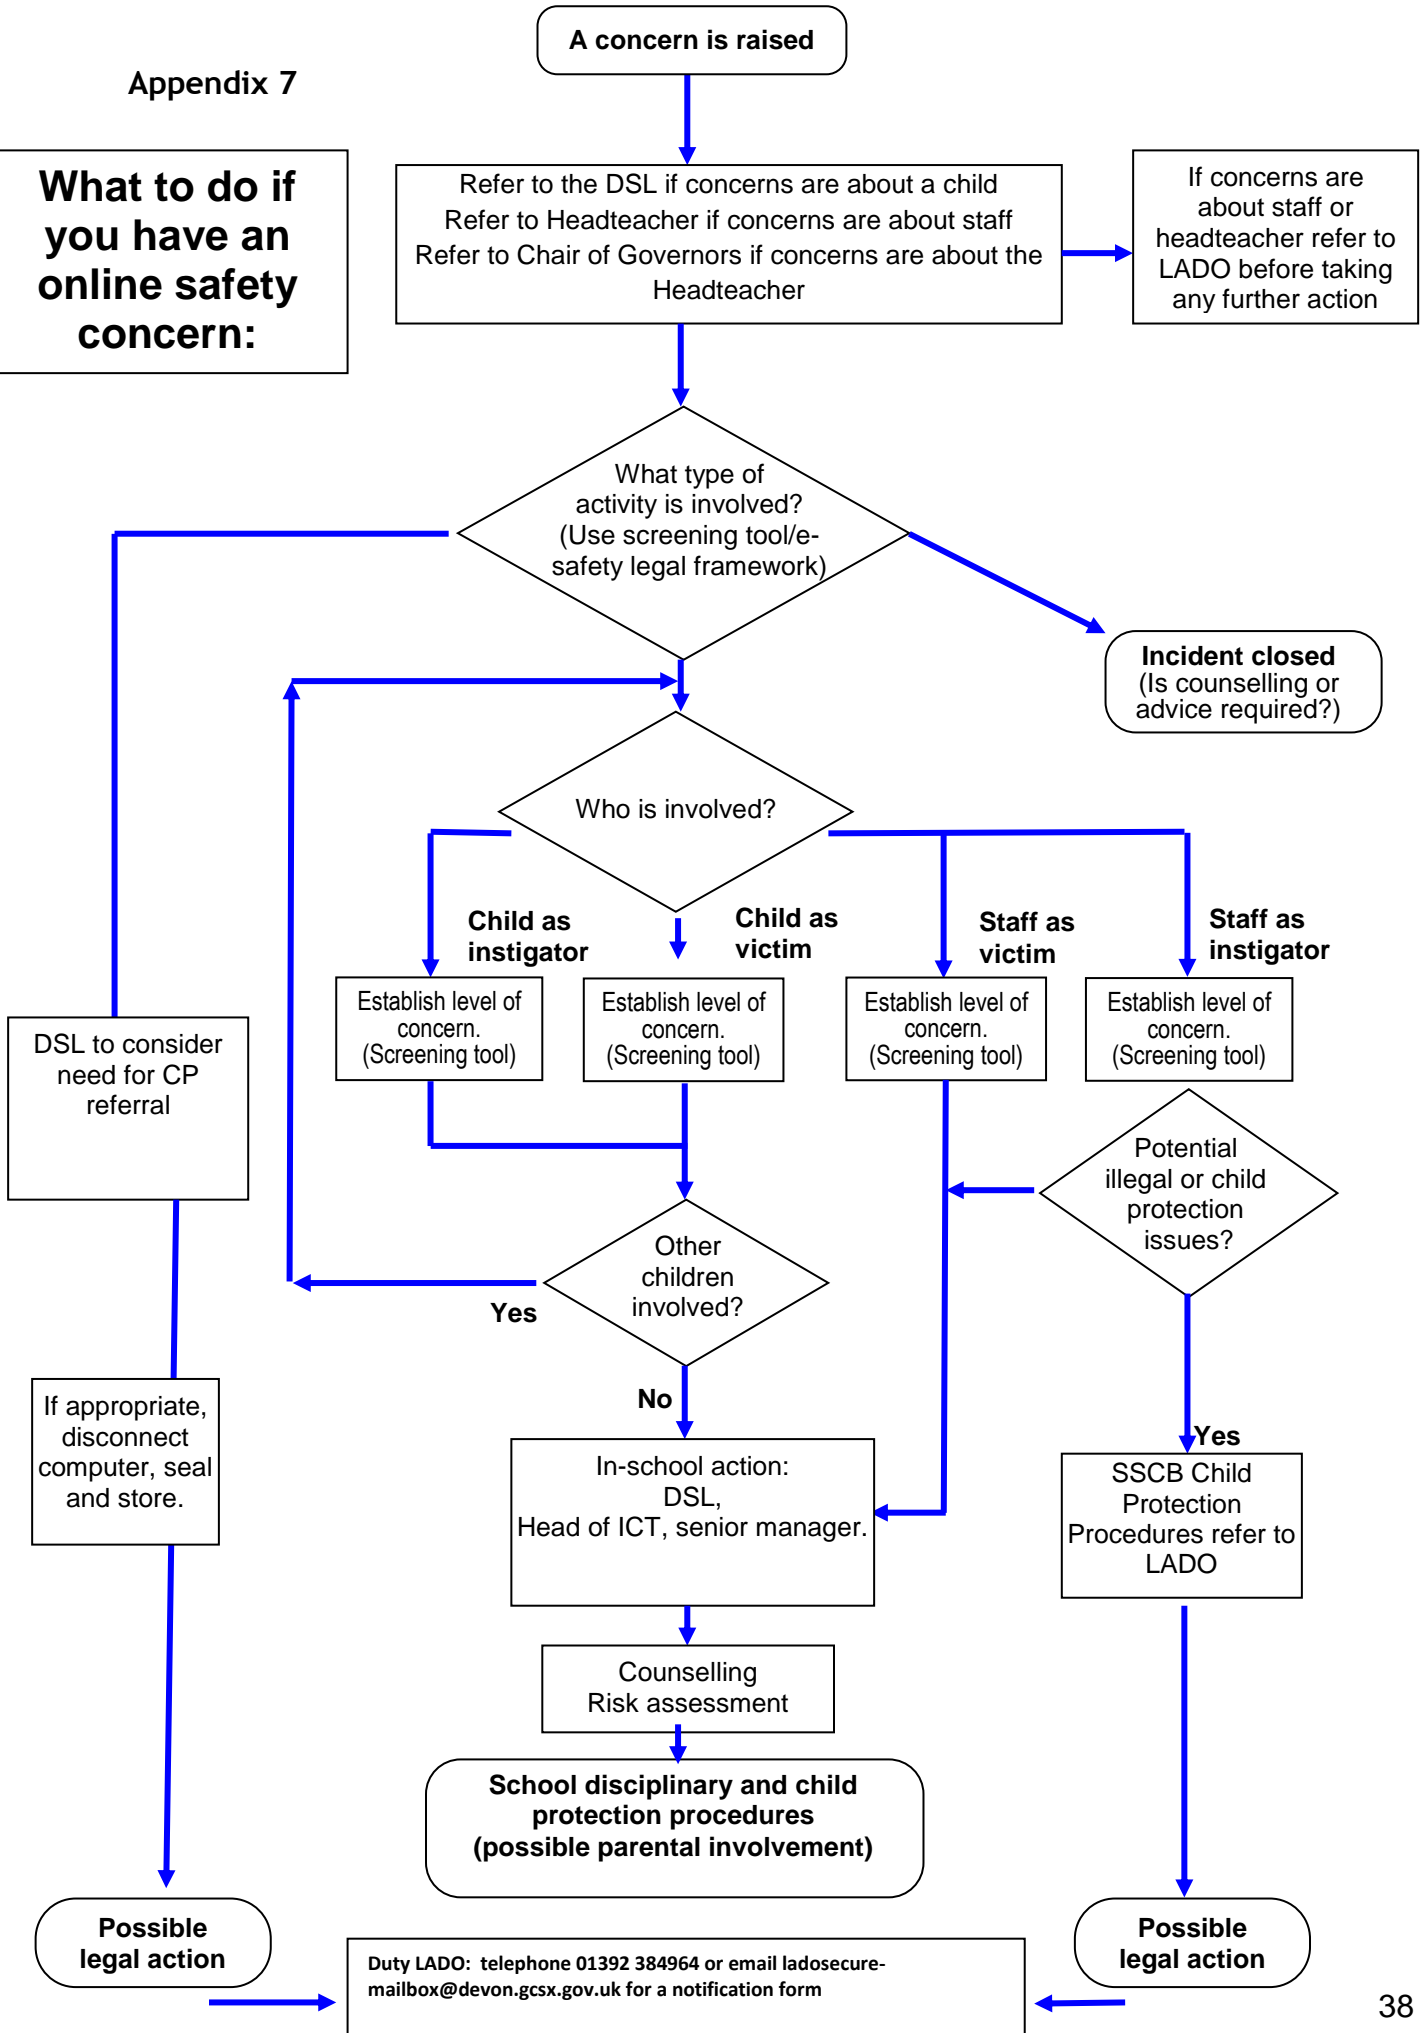 A concern is raised
Appendix 7
What to do if
you have an
online safety
concern:
Refer to the DSL if concerns are about a child
Refer to Headteacher if concerns are about staff
Refer to Chair of Governors if concerns are about the
Headteacher
If concerns are
about staff or
headteacher refer to
LADO before taking
any further action
What type of
activity is involved?
(Use screening tool/e-
safety legal framework)
Incident closed
(Is counselling or
advice required?)
Who is involved?
Child as
instigator
Child as
victim
Staff as
victim
Staff as
instigator
Establish level of
concern.
(Screening tool)
Establish level of
concern.
(Screening tool)
Establish level of
concern.
(Screening tool)
Establish level of
concern.
(Screening tool)
DSL to consider
need for CP
referral
Potential
illegal or child
protection
issues?
Other
children
involved?
Yes
No
If appropriate,
disconnect
computer, seal
and store.
Yes
In-school action:
DSL,
Head of ICT, senior manager.
SSCB Child
Protection
Procedures refer to
LADO
Counselling
Risk assessment
School disciplinary and child
protection procedures
(possible parental involvement)
Possible
legal action
Possible
legal action
Duty LADO: telephone 01392 384964 or email ladosecure-
mailbox@devon.gcsx.gov.uk for a notification form
38